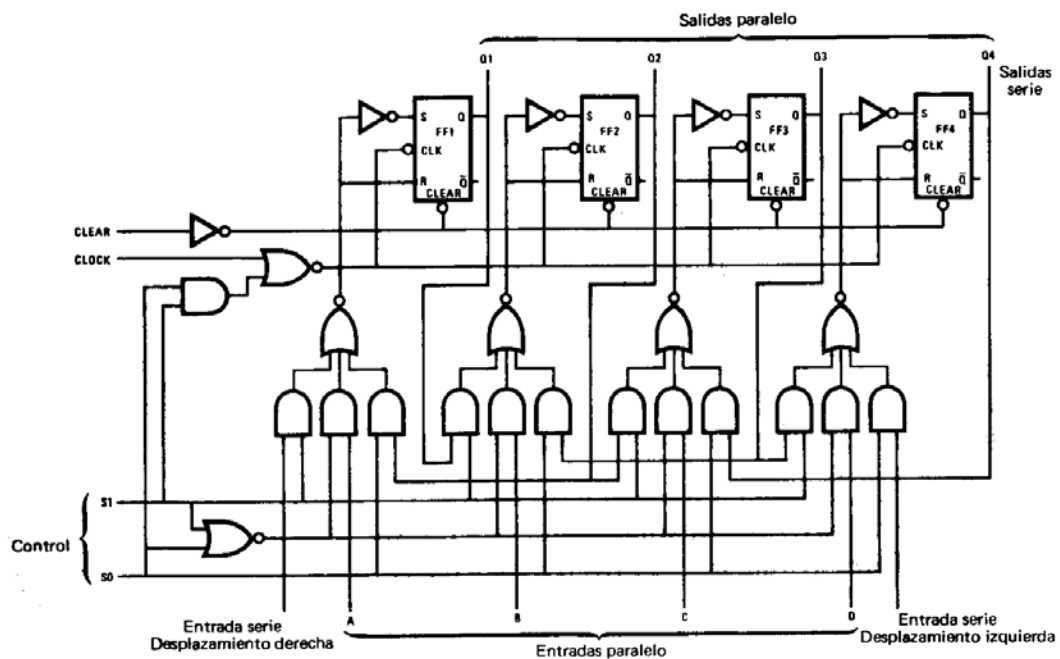 Salidas paralelo
Q1 Q2 Q3 Q4
Salidas
serie
S Q S Q S Q S Q
FF1 FF2 FF3 FF4
CLK CLK CLK CLK
R Q̄ R Q̄ R Q̄ R Q̄
CLEAR CLEAR CLEAR CLEAR
CLEAR
CLOCK
S1
Control
S0
A B C D
Entrada serie
Desplazamiento derecha
Entradas paralelo
Entrada serie
Desplazamiento izquierda